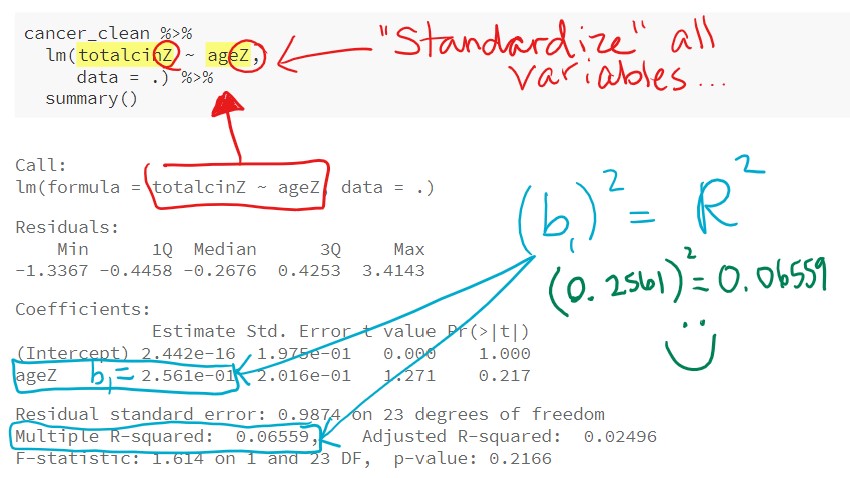 cancer_clean %>%
lm(totalcinZ ~ ageZ,
data = .) %>%
summary()
"Standardize" all
variables...
Call:
lm(formula = totalcinZ ~ ageZ, data = .)
Residuals:
Min 1Q Median 3Q Max
-1.3367 -0.4458 -0.2676 0.4253 3.4143
(b₁)² = R²
(0.2561)² = 0.06559
Coefficients:
Estimate Std. Error t value Pr(>|t|)
(Intercept) 2.442e-16 1.975e-01 0.000 1.000
ageZ b₁ = 2.561e-01 2.016e-01 1.271 0.217
Residual standard error: 0.9874 on 23 degrees of freedom
Multiple R-squared: 0.06559, Adjusted R-squared: 0.02496
F-statistic: 1.614 on 1 and 23 DF, p-value: 0.2166